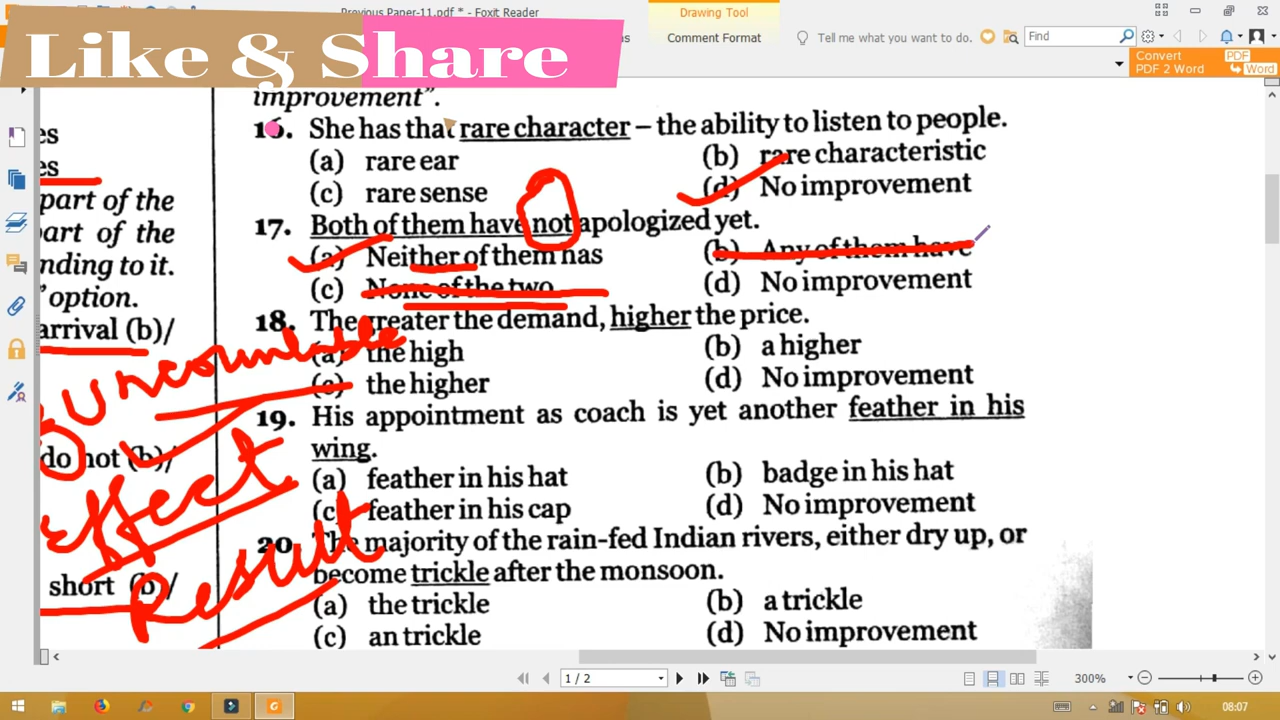 Previous Paper-11.pdf * - Foxit Reader
Drawing Tool
Like & Share
Comment Format
Tell me what you want to do.
Find
Convert
PDF 2 Word
PDF
Word
improvement".
es
es
part of the
art of the
nding to it.
" option.
arrival (b)/
do not (b)/
short (b)/
16. She has that rare character – the ability to listen to people.
(a) rare ear (b) rare characteristic
(c) rare sense (d) No improvement
17. Both of them have not apologized yet.
(a) Neither of them has (b) Any of them have
(c) None of the two (d) No improvement
18. The greater the demand, higher the price.
(a) the high (b) a higher
(c) the higher (d) No improvement
19. His appointment as coach is yet another feather in his
wing.
(a) feather in his hat (b) badge in his hat
(c) feather in his cap (d) No improvement
20. The majority of the rain-fed Indian rivers, either dry up, or
become trickle after the monsoon.
(a) the trickle (b) a trickle
(c) an trickle (d) No improvement
Uncountable
effect
Result
1 / 2
300%
08:07